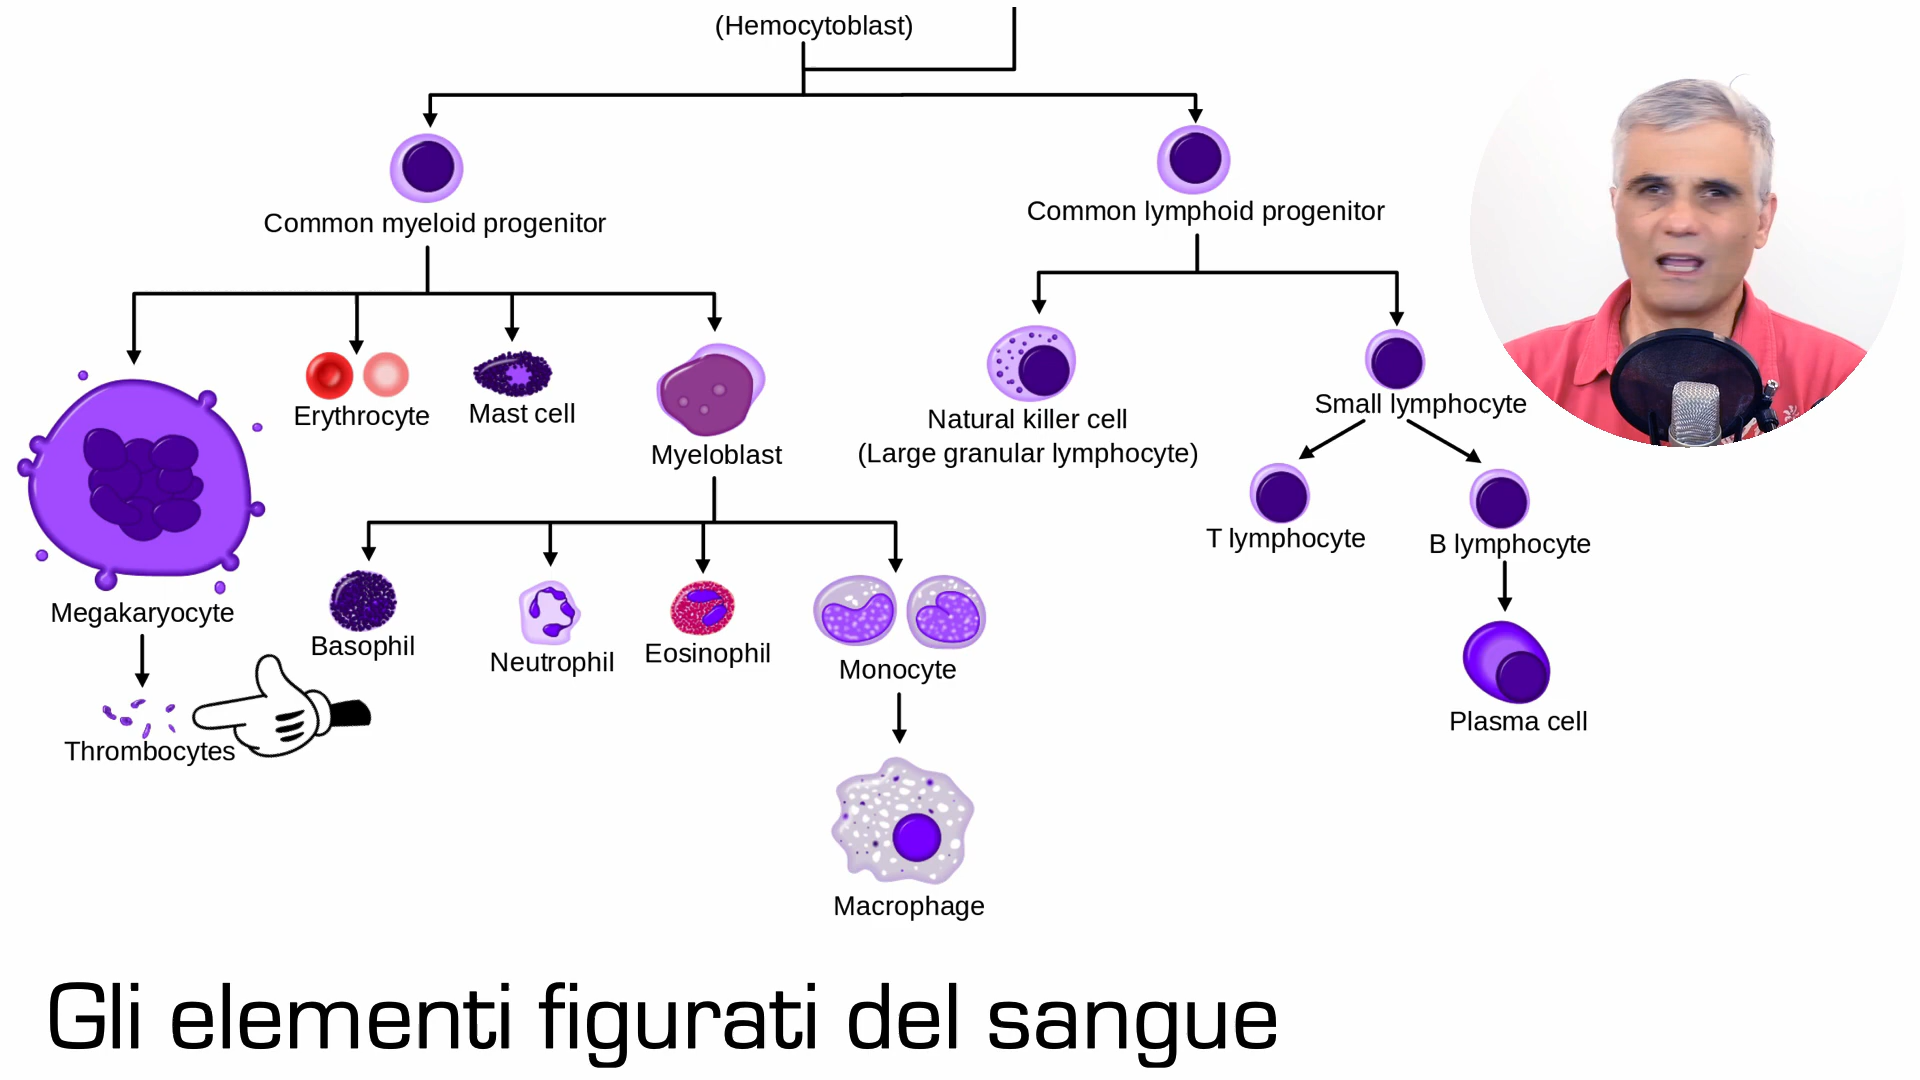 (Hemocytoblast)
Common myeloid progenitor
Common lymphoid progenitor
Erythrocyte
Mast cell
Myeloblast
Natural killer cell
(Large granular lymphocyte)
Small lymphocyte
T lymphocyte
B lymphocyte
Megakaryocyte
Basophil
Neutrophil
Eosinophil
Monocyte
Plasma cell
Thrombocytes
Macrophage
Gli elementi figurati del sangue